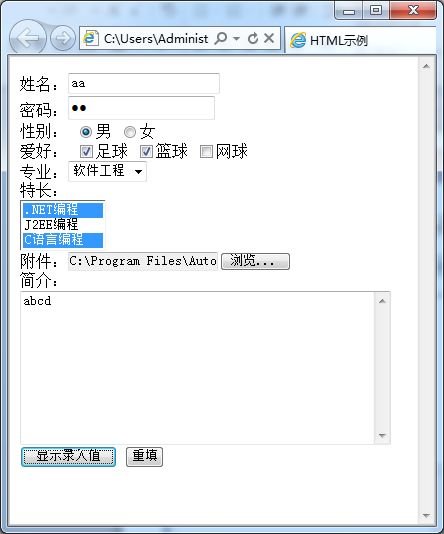 C:\Users\Administ
HTML示例
姓名： aa
密码： ●●
性别： 男 女
爱好： 足球 篮球 网球
专业： 软件工程
特长：
.NET编程
J2EE编程
C语言编程
附件： C:\Program Files\Auto 浏览...
简介：
abcd
显示录入值 重填